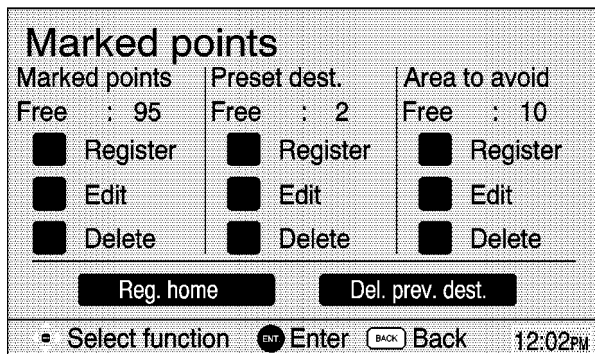 Marked points
Marked points Preset dest. Area to avoid
Free : 95 Free : 2 Free : 10
Register Register Register
Edit Edit Edit
Delete Delete Delete
Reg. home Del. prev. dest.
Select function ENT Enter BACK Back 12:02PM